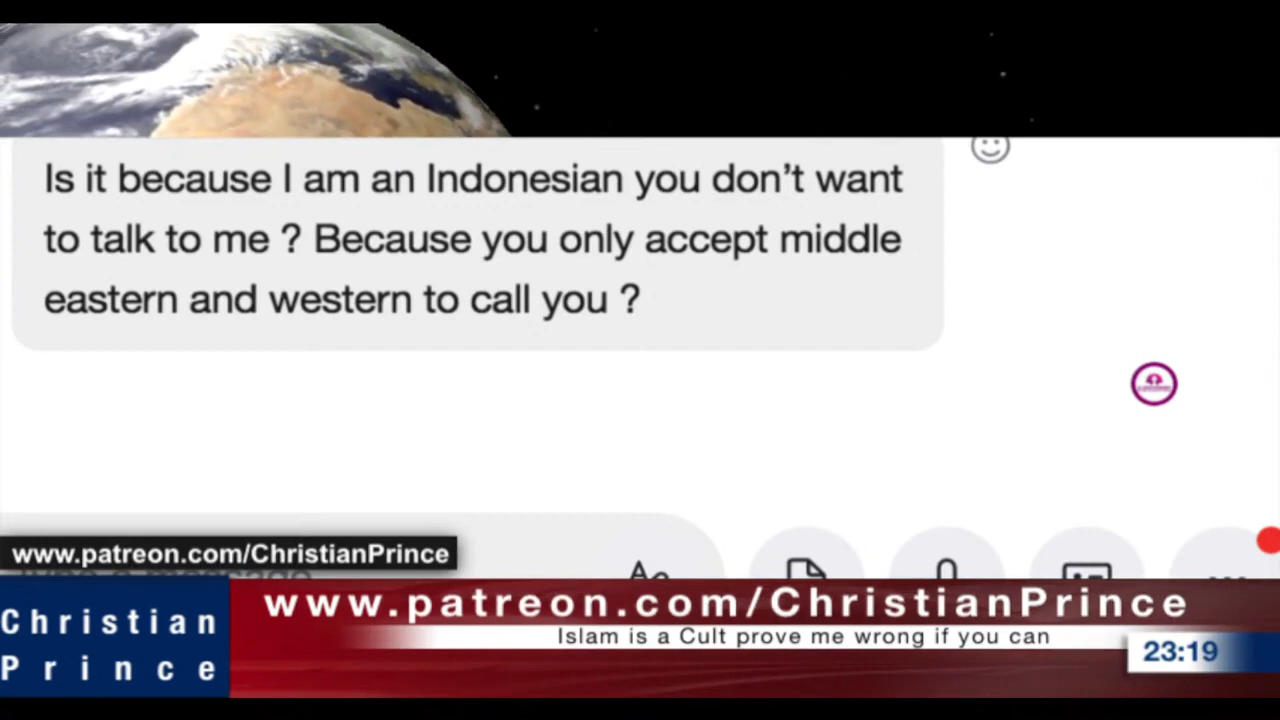 Is it because I am an Indonesian you don't want
to talk to me ? Because you only accept middle
eastern and western to call you ?
www.patreon.com/ChristianPrince
Christian
Prince
www.patreon.com/ChristianPrince
Islam is a Cult prove me wrong if you can
23:19